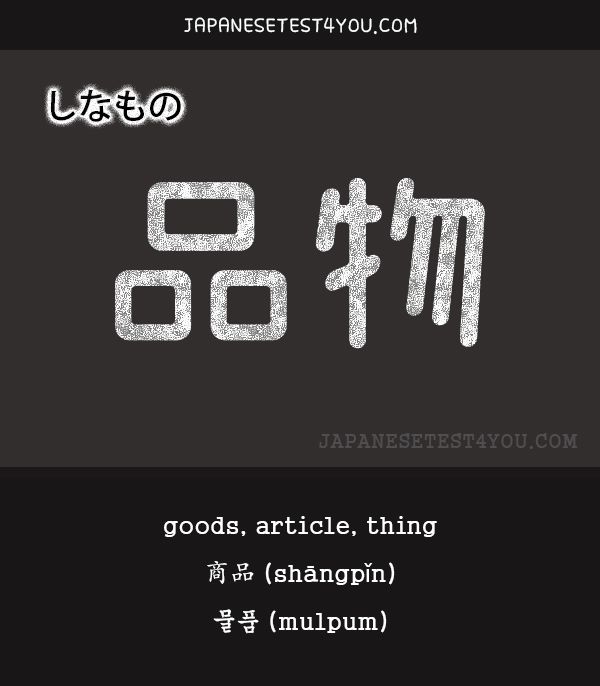 JAPANESETEST4YOU.COM
しなもの
品物
JAPANESETEST4YOU.COM
goods, article, thing
商品 (shāngpǐn)
물품 (mulpum)